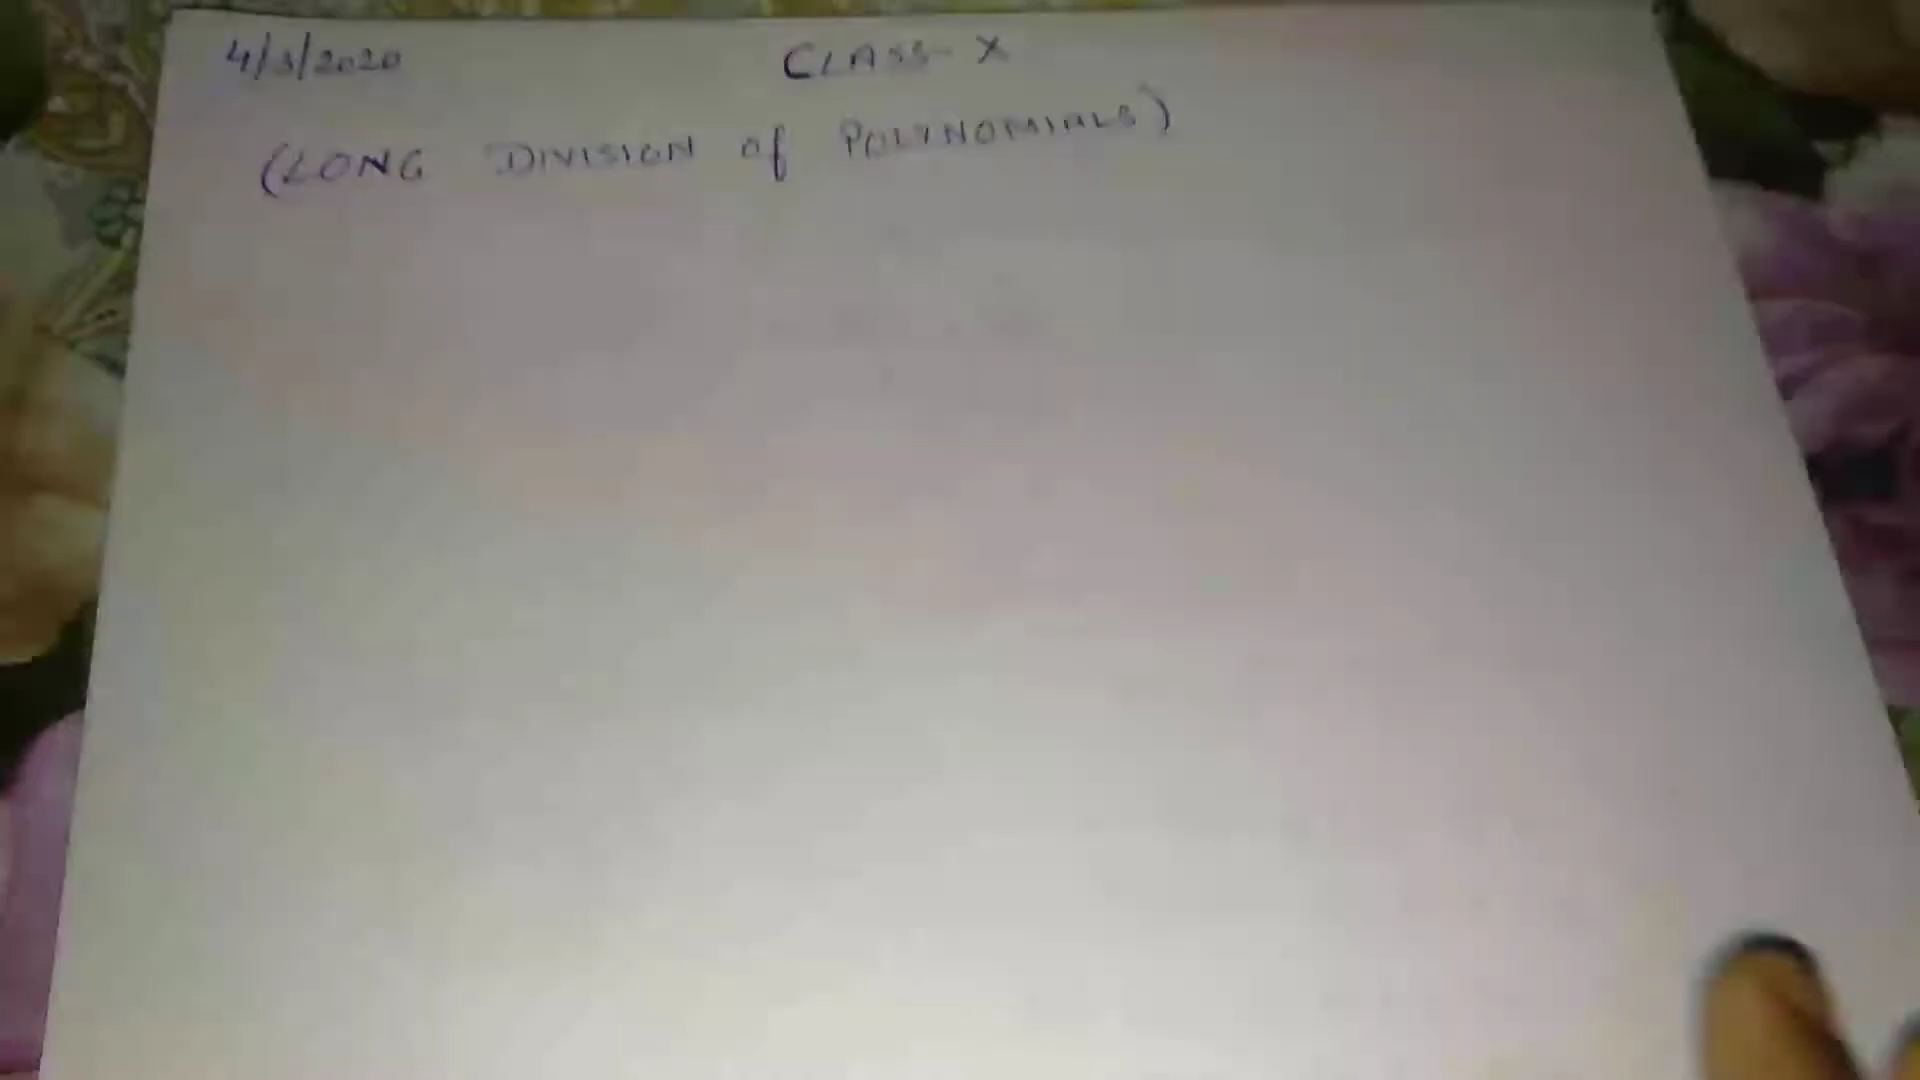 4/3/2020
CLASS- X
(LONG DIVISION of POLYNOMIALS)